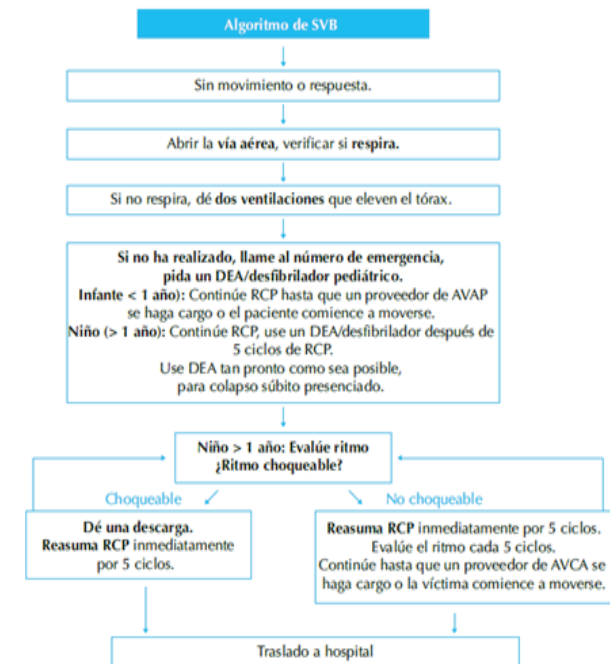 Algoritmo de SVB
Sin movimiento o respuesta.
Abrir la vía aérea, verificar si respira.
Si no respira, dé dos ventilaciones que eleven el tórax.
Si no ha realizado, llame al número de emergencia,
pida un DEA/desfibrilador pediátrico.
Infante < 1 año): Continúe RCP hasta que un proveedor de AVAP
se haga cargo o el paciente comience a moverse.
Niño (> 1 año): Continúe RCP, use un DEA/desfibrilador después de
5 ciclos de RCP.
Use DEA tan pronto como sea posible,
para colapso súbito presenciado.
Niño > 1 año: Evalúe ritmo
¿Ritmo choqueable?
Choqueable
No choqueable
Dé una descarga.
Reasuma RCP inmediatamente
por 5 ciclos.
Reasuma RCP inmediatamente por 5 ciclos.
Evalúe el ritmo cada 5 ciclos.
Continúe hasta que un proveedor de AVCA se
haga cargo o la víctima comience a moverse.
Traslado a hospital